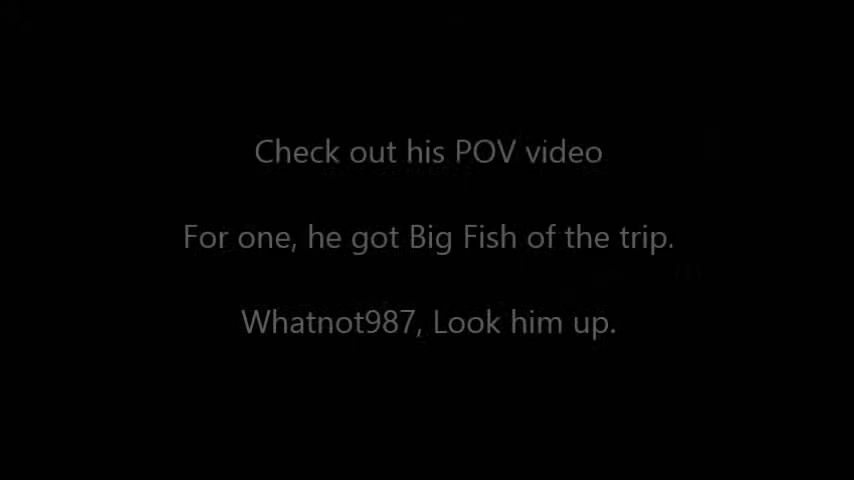 Check out his POV video
For one, he got Big Fish of the trip.
Whatnot987, Look him up.